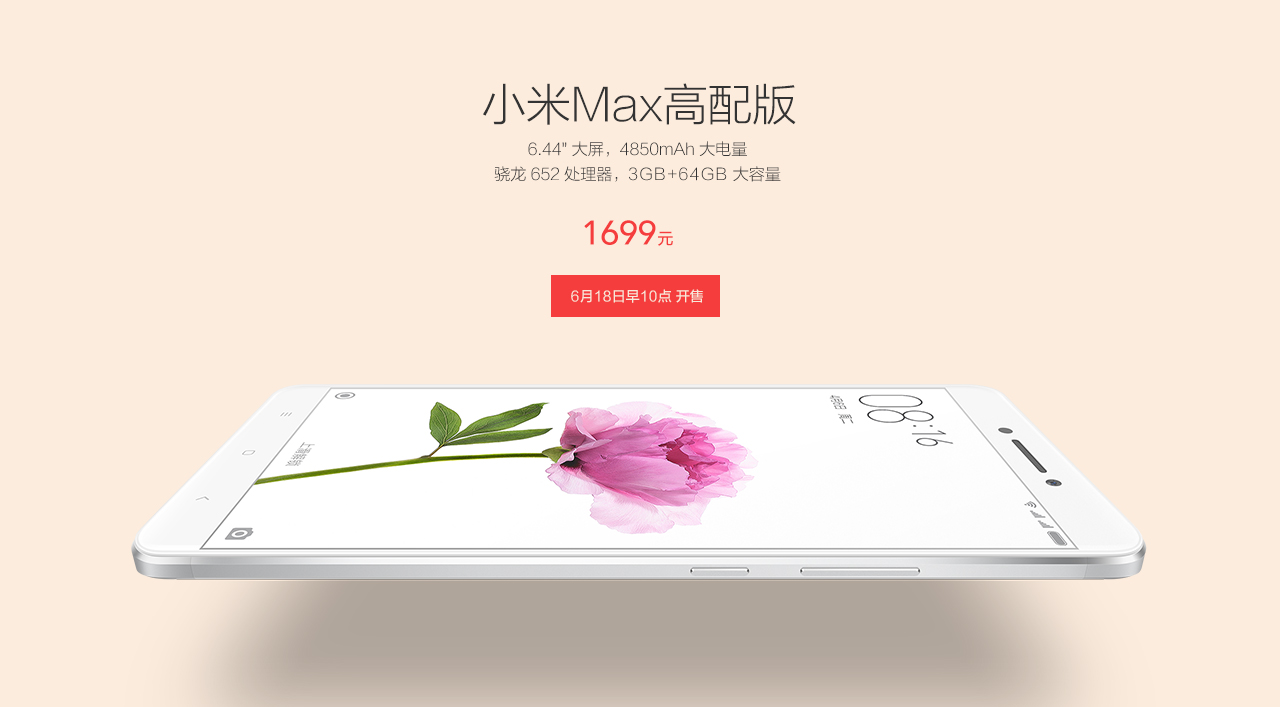 小米Max高配版
6.44" 大屏，4850mAh 大电量
骁龙 652 处理器，3GB+64GB 大容量
1699元
6月18日早10点 开售
08:16